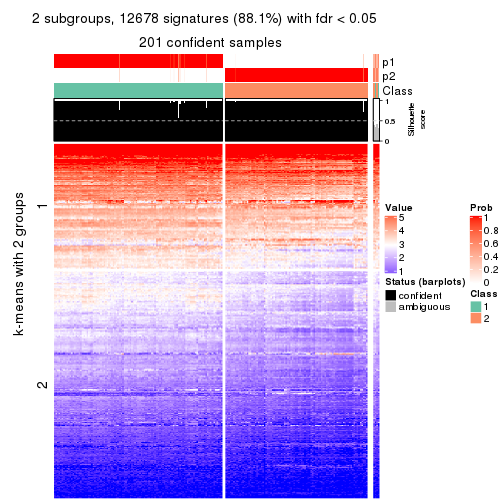 2 subgroups, 12678 signatures (88.1%) with fdr < 0.05
201 confident samples
p1
p2
Class
1
0.5
0
Silhouette
score
k-means with 2 groups
1
2
Value
5
4
3
2
1
Status (barplots)
confident
ambiguous
Prob
1
0.8
0.6
0.4
0.2
0
Class
1
2